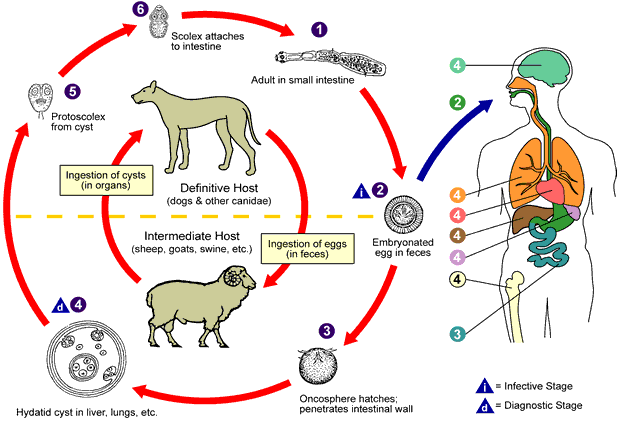 6
Scolex attaches
to intestine
1
Adult in small intestine
5
Protoscolex
from cyst
Ingestion of cysts
(in organs)
Definitive Host
(dogs & other canidae)
i 2
Embryonated
egg in feces
Intermediate Host
(sheep, goats, swine, etc.)
Ingestion of eggs
(in feces)
d 4
Hydatid cyst in liver, lungs, etc.
3
Oncosphere hatches;
penetrates intestinal wall
4
2
4
4
4
4
4
3
i = Infective Stage
d = Diagnostic Stage